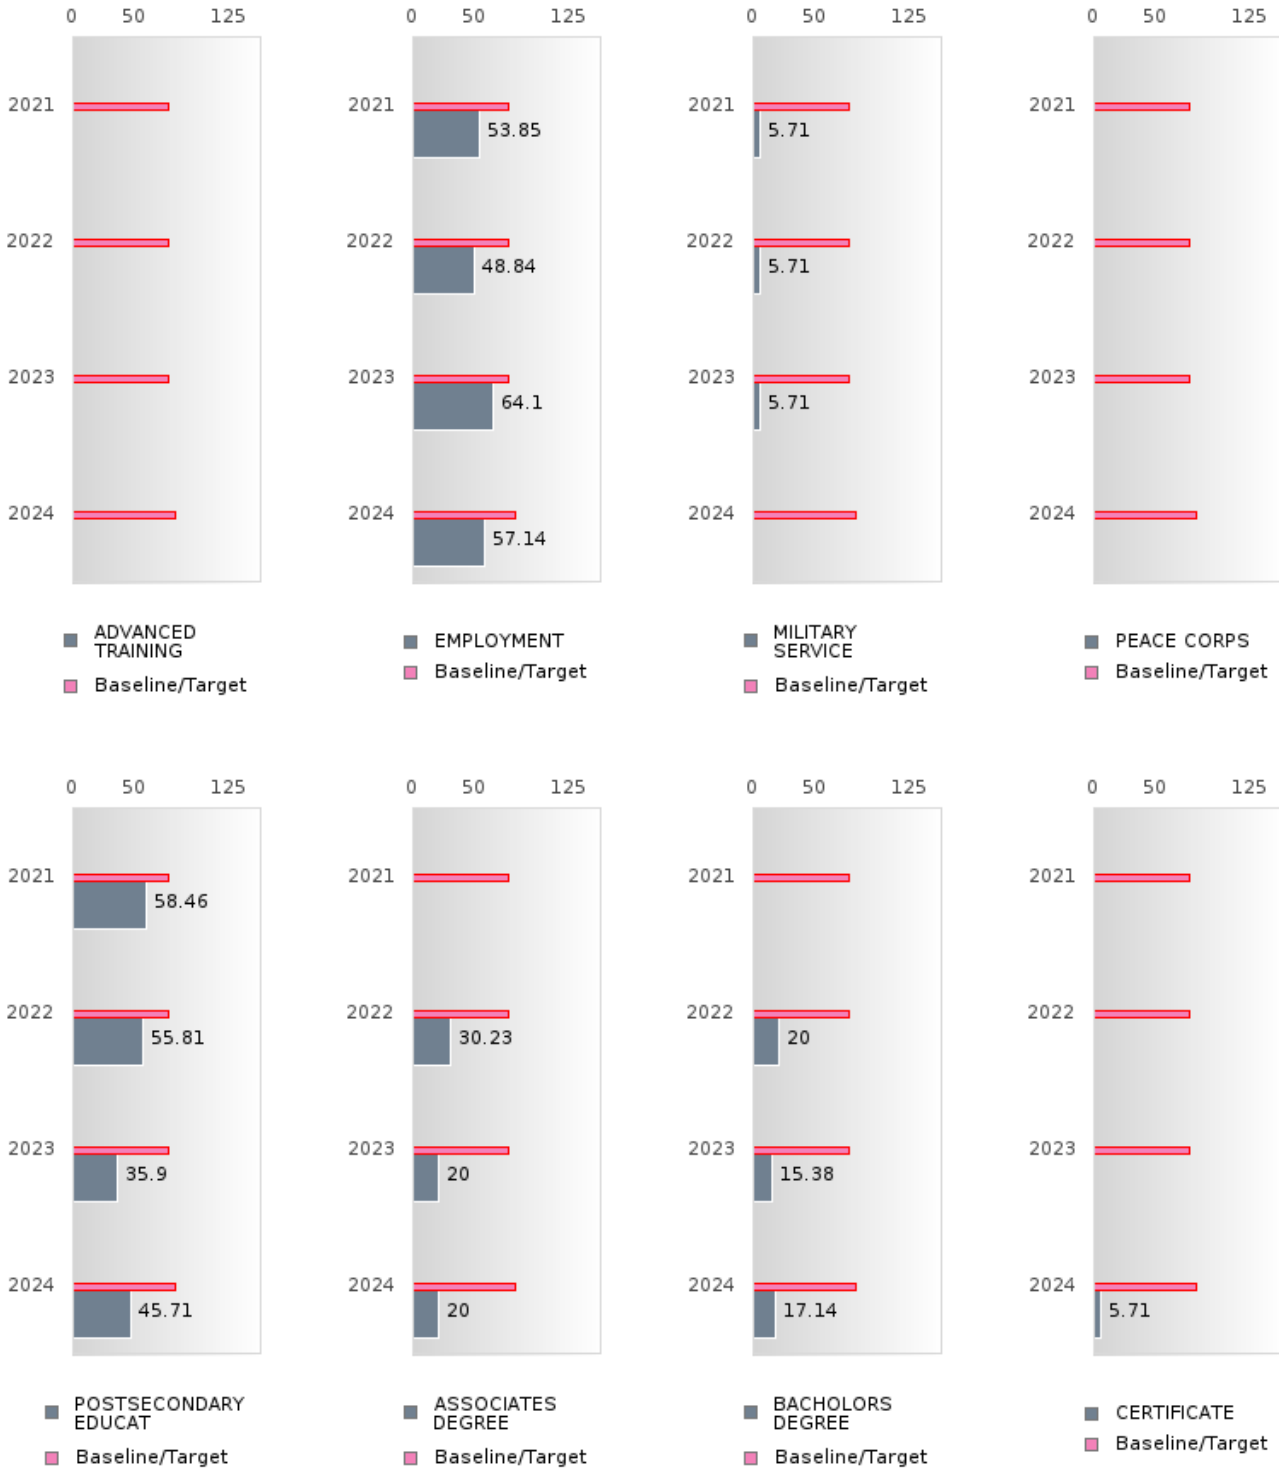 0 50 125 0 50 125 0 50 125 0 50 125
2021 2021 2021 2021
53.85 5.71
2022 2022 2022 2022
48.84 5.71
2023 2023 2023 2023
64.1 5.71
2024 2024 2024 2024
57.14
ADVANCED
TRAINING
Baseline/Target
EMPLOYMENT
Baseline/Target
MILITARY
SERVICE
Baseline/Target
PEACE CORPS
Baseline/Target
0 50 125 0 50 125 0 50 125 0 50 125
2021 2021 2021 2021
58.46
2022 2022 2022 2022
55.81 30.23 20
2023 2023 2023 2023
35.9 20 15.38
2024 2024 2024 2024
45.71 20 17.14 5.71
POSTSECONDARY
EDUCAT
Baseline/Target
ASSOCIATES
DEGREE
Baseline/Target
BACHOLORS
DEGREE
Baseline/Target
CERTIFICATE
Baseline/Target